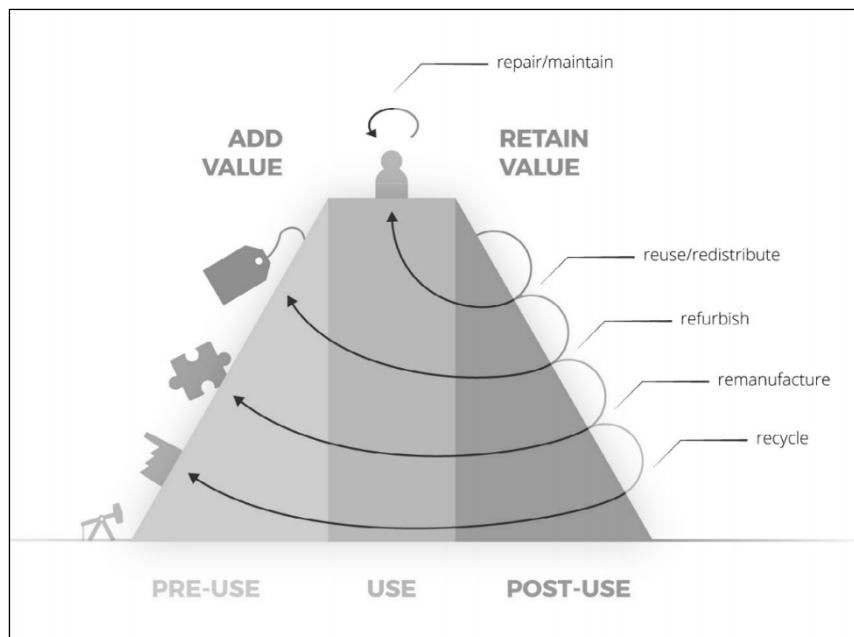 repair/maintain
ADD
VALUE
RETAIN
VALUE
reuse/redistribute
refurbish
remanufacture
recycle
PRE-USE
USE
POST-USE